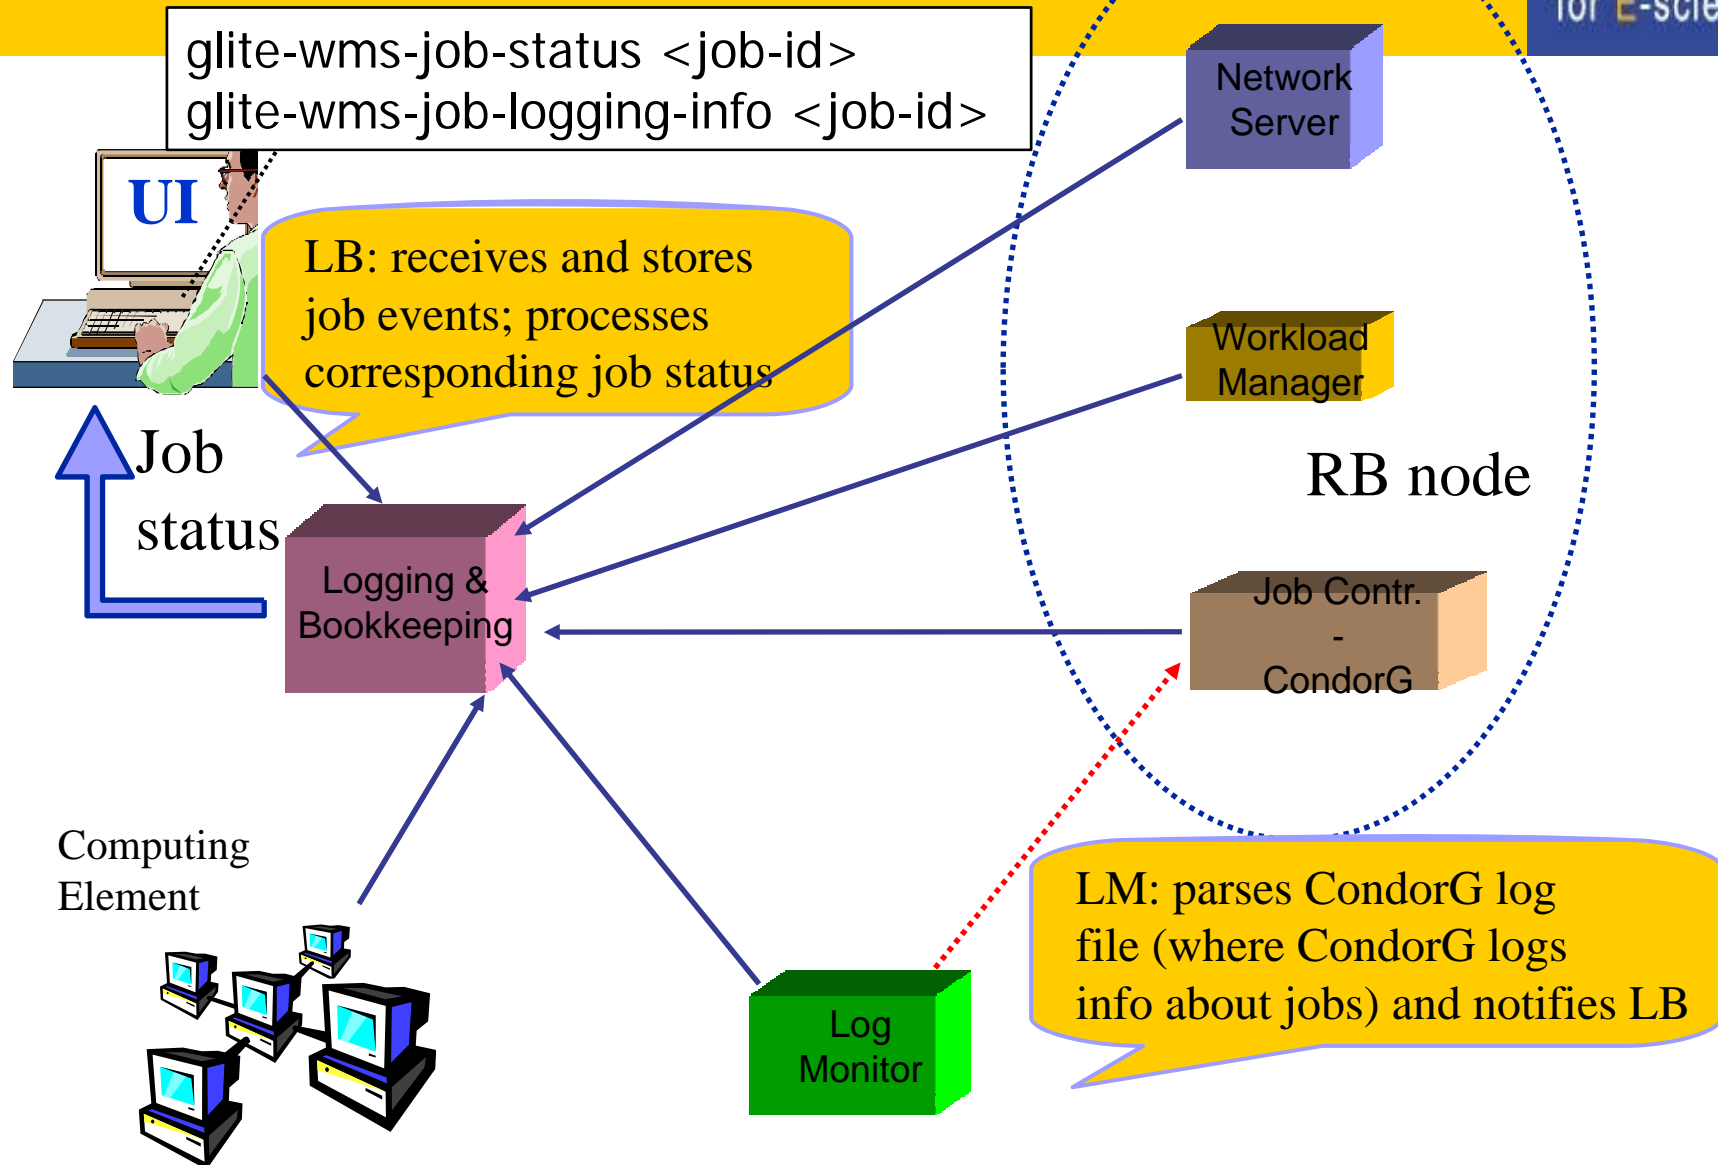 for E-scie
glite-wms-job-status <job-id>
glite-wms-job-logging-info <job-id>
Network
Server
UI
LB: receives and stores
job events; processes
corresponding job status
Workload
Manager
Job
status
RB node
Logging &
Bookkeeping
Job Contr.
-
CondorG
Computing
Element
LM: parses CondorG log
file (where CondorG logs
info about jobs) and notifies LB
Log
Monitor